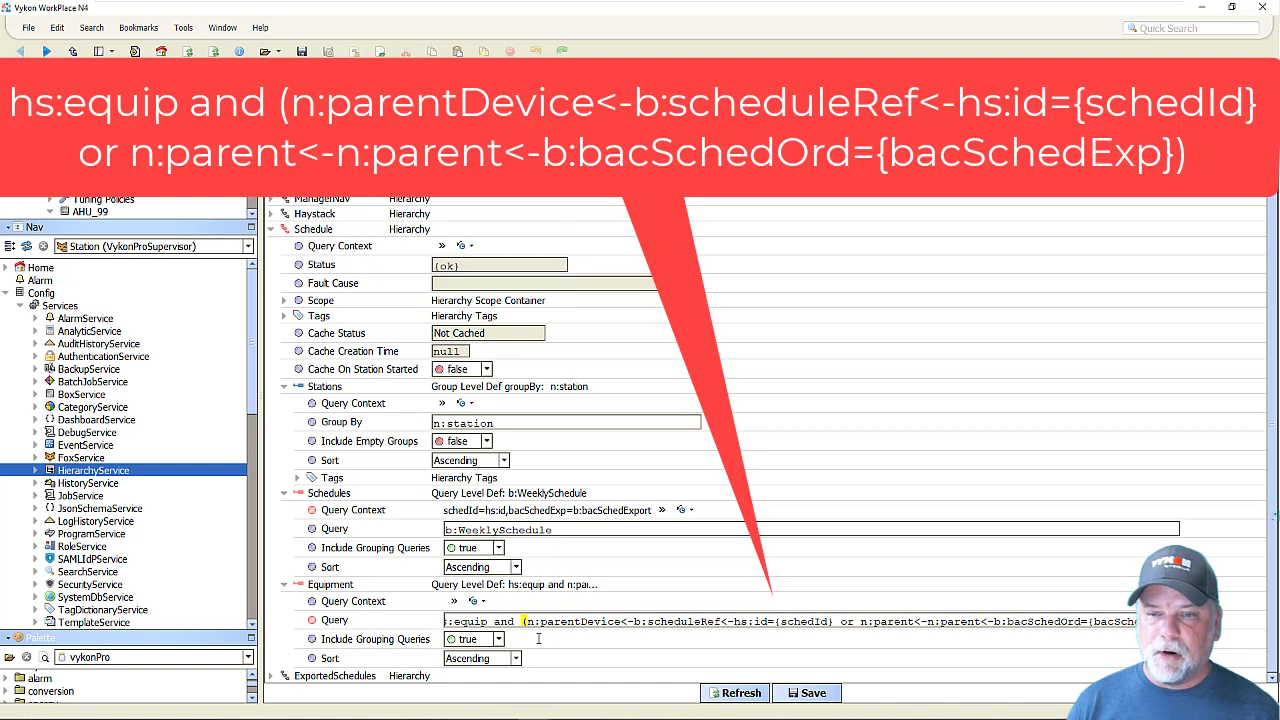 Vykon WorkPlace N4
File Edit Search Bookmarks Tools Window Help
Quick Search
hs:equip and (n:parentDevice<-b:scheduleRef<-hs:id={schedId}
or n:parent<-n:parent<-b:bacSchedOrd={bacSchedExp})
Tuning Policies
AHU_99
Nav
Station (VykonProSupervisor)
Home
Alarm
Config
Services
AlarmService
AnalyticService
AuditHistoryService
AuthenticationService
BackupService
BatchJobService
BoxService
CategoryService
DashboardService
DebugService
EventService
FoxService
HierarchyService
HistoryService
JobService
JsonSchemaService
LogHistoryService
ProgramService
RoleService
SAMLIdPService
SearchService
SecurityService
SystemDbService
TagDictionaryService
TemplateService
Palette
vykonPro
alarm
conversion
ManagerNav Hierarchy
Haystack Hierarchy
Schedule Hierarchy
Query Context »
Status {ok}
Fault Cause
Scope Hierarchy Scope Container
Tags Hierarchy Tags
Cache Status Not Cached
Cache Creation Time null
Cache On Station Started false
Stations Group Level Def groupBy: n:station
Query Context »
Group By n:station
Include Empty Groups false
Sort Ascending
Tags Hierarchy Tags
Schedules Query Level Def: b:WeeklySchedule
Query Context schedId=hs:id,bacSchedExp=b:bacSchedExport »
Query b:WeeklySchedule
Include Grouping Queries true
Sort Ascending
Equipment Query Level Def: hs:equip and n:pai...
Query Context »
Query :equip and (n:parentDevice<-b:scheduleRef<-hs:id={schedId} or n:parent<-n:parent<-b:bacSchedOrd={bacSche
Include Grouping Queries true
Sort Ascending
ExportedSchedules Hierarchy
Refresh Save